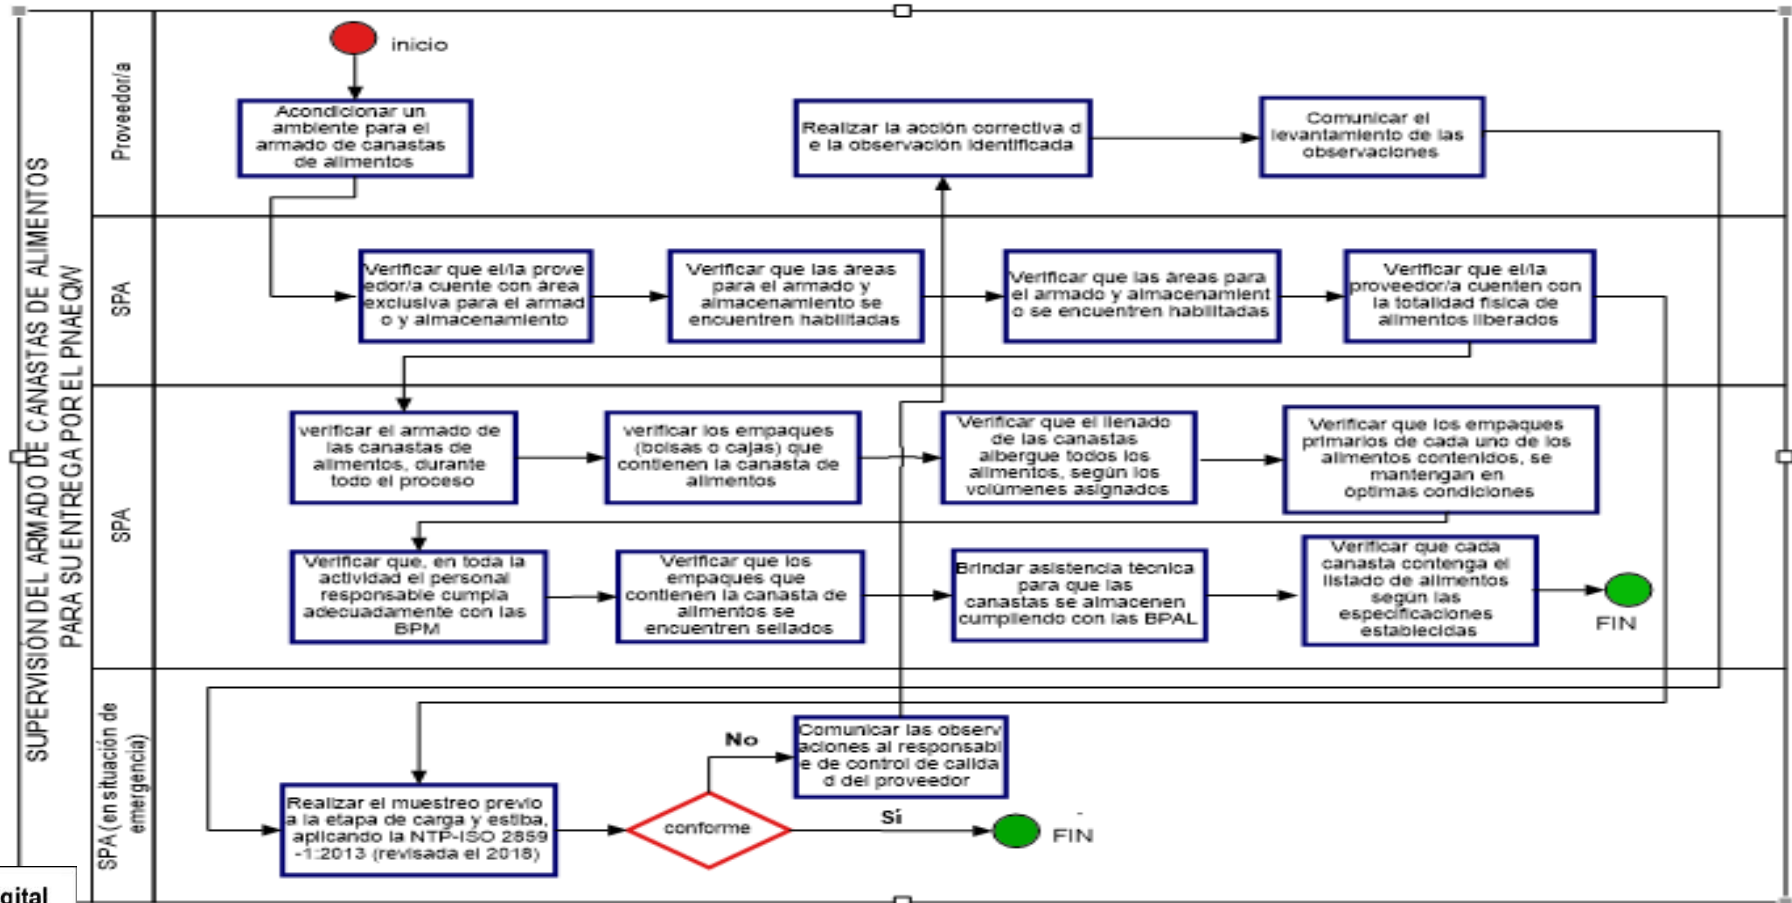 SUPERVISIÓN DEL ARMADO DE CANASTAS DE ALIMENTOS
PARA SU ENTREGA POR EL PNAEQW
Proveedor/a
inicio
Acondicionar un
ambiente para el
armado de canastas
de alimentos
Realizar la acción correctiva d
e la observación identificada
Comunicar el
levantamiento de las
observaciones
SPA
Verificar que el/la prove
edor/a cuente con área
exclusiva para el armad
o y almacenamiento
Verificar que las áreas
para el armado y
almacenamiento se
encuentren habilitadas
Verificar que las áreas para
el armado y almacenamient
o se encuentren habilitadas
Verificar que el/la
proveedor/a cuenten con
la totalidad física de
alimentos liberados
SPA
verificar el armado de
las canastas de
alimentos, durante
todo el proceso
verificar los empaques
(bolsas o cajas) que
contienen la canasta de
alimentos
Verificar que el llenado
de las canastas
albergue todos los
alimentos, según los
volúmenes asignados
Verificar que los empaques
primarios de cada uno de los
alimentos contenidos, se
mantengan en
óptimas condiciones
Verificar que, en toda la
actividad el personal
responsable cumpla
adecuadamente con las
BPM
Verificar que los
empaques que
contienen la canasta de
alimentos se
encuentren sellados
Brindar asistencia técnica
para que las
canastas se almacenen
cumpliendo con las BPAL
Verificar que cada
canasta contenga el
listado de alimentos
según las
especificaciones
establecidas
FIN
SPA (en situación de
emergencia)
Realizar el muestreo previo
a la etapa de carga y estiba,
aplicando la NTP-ISO 2859
-1:2013 (revisada el 2018)
conforme
No
Comunicar las observ
aciones al responsabl
e de control de calida
d del proveedor
Sí
FIN
gital